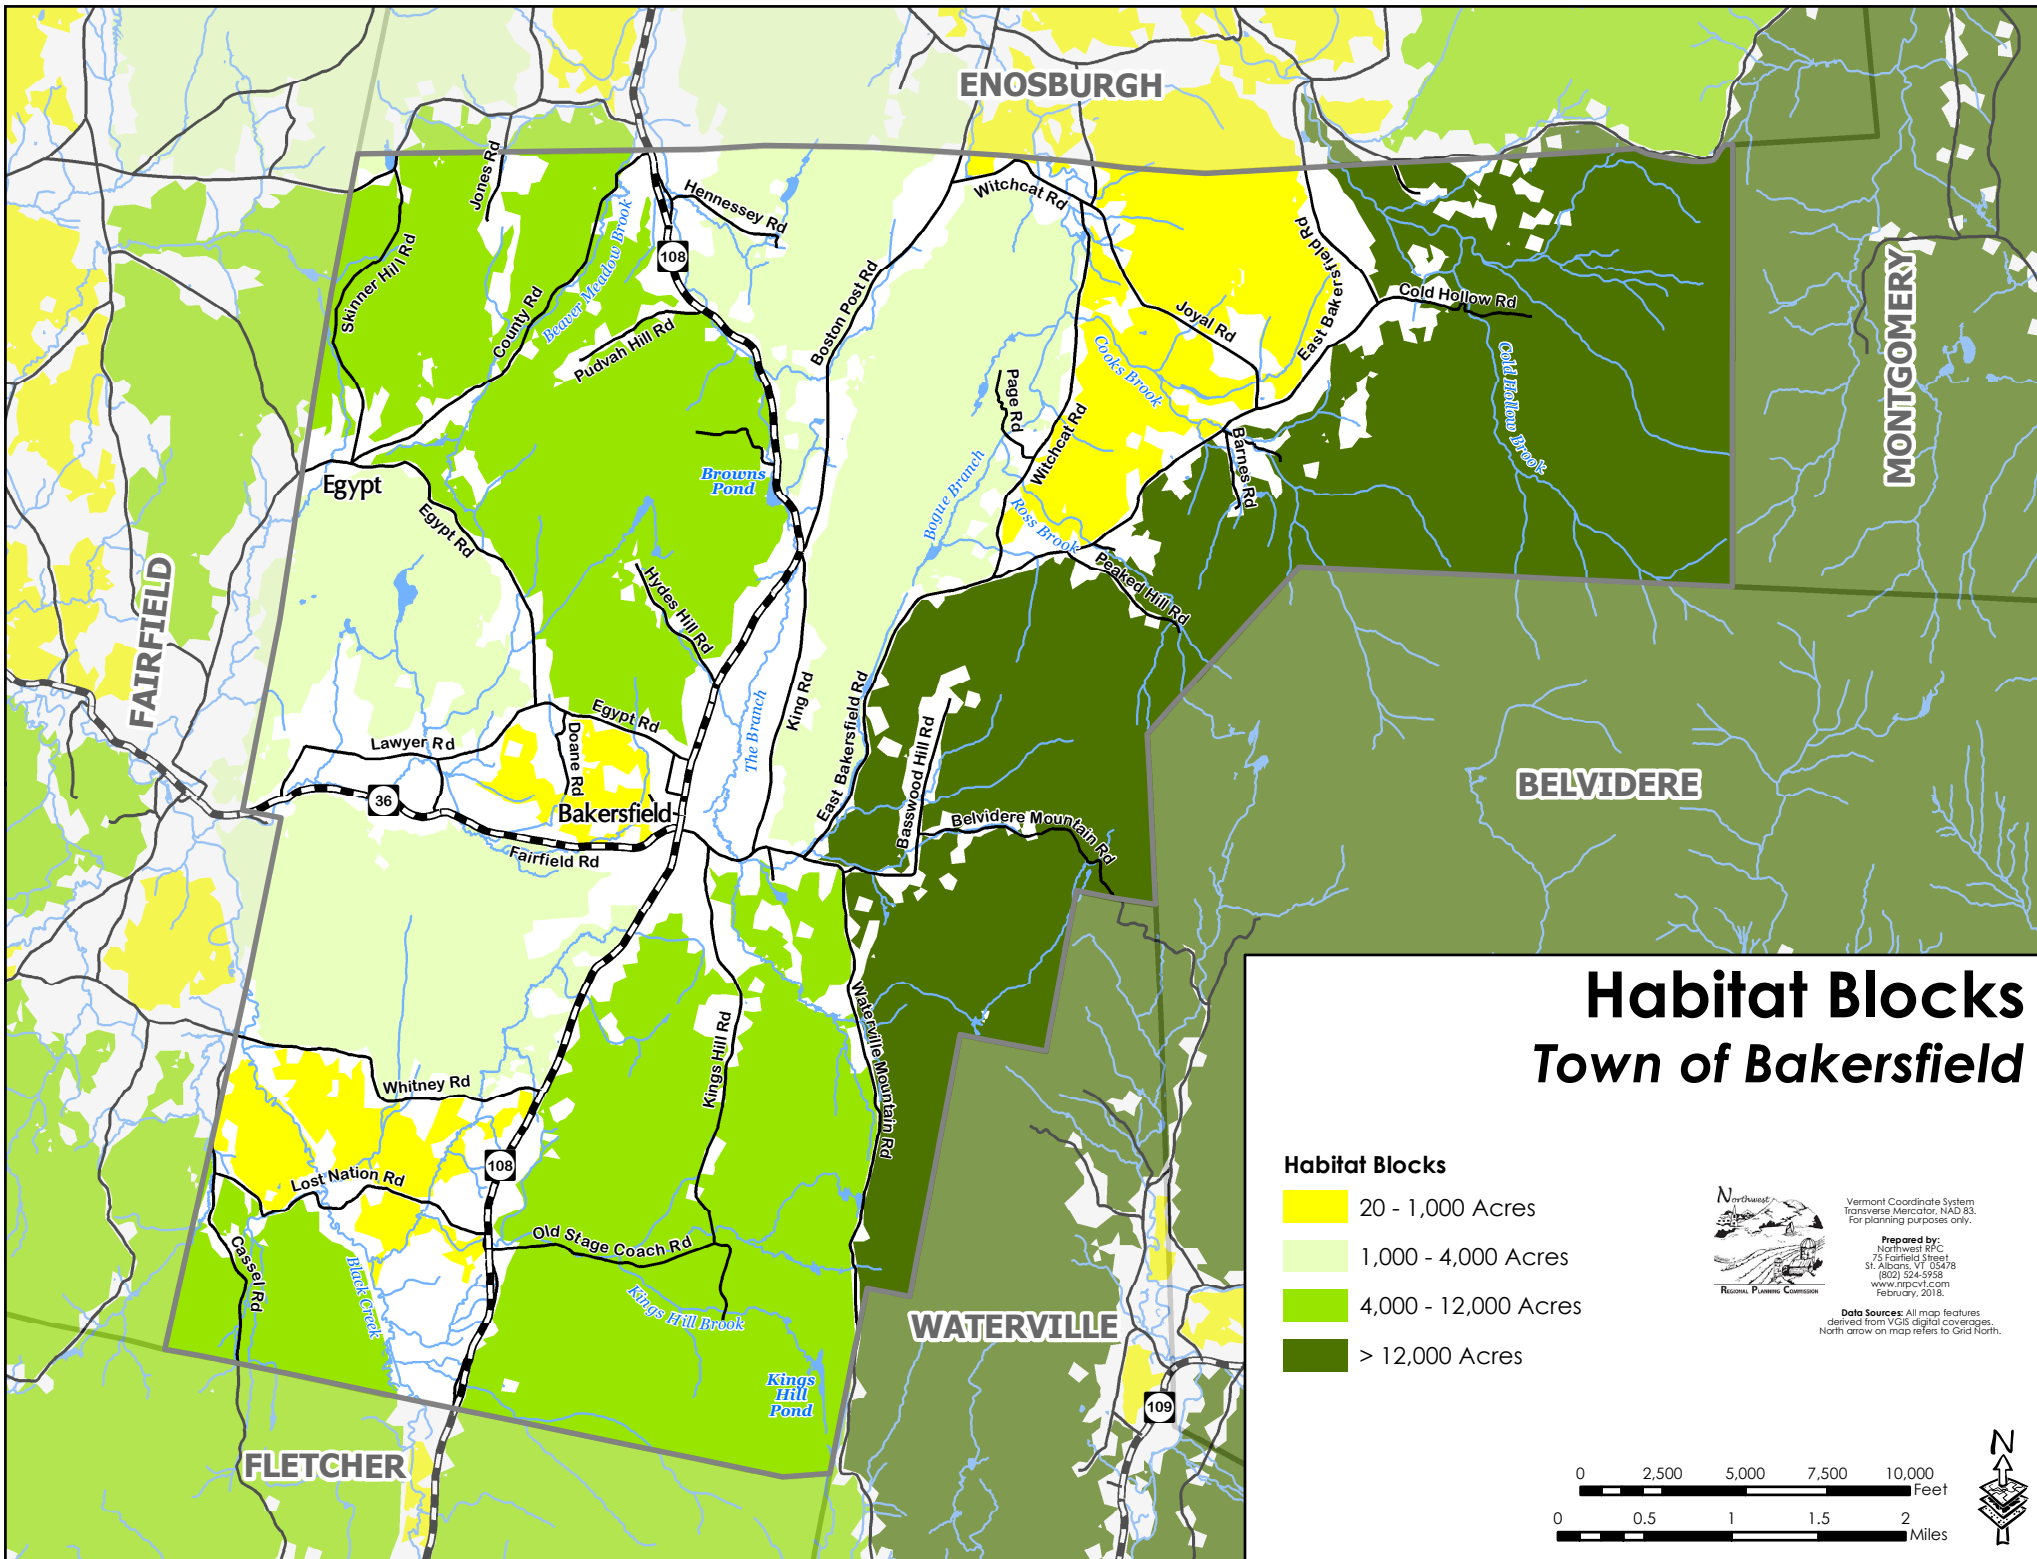 ENOSBURGH
Jones Rd
Hennessey Rd
Witchcat Rd
Skinner Hill Rd
Beaver Meadow Brook
108
East Bakersfield Rd
County Rd
Boston Post Rd
Cold Hollow Rd
Joyal Rd
Pudvah Hill Rd
MONTGOMERY
Cooks Brook
Page Rd
Cold Hollow Brook
Witchcat Rd
Barnes Rd
Egypt
Browns
Pond
Bogue Branch
Egypt Rd
Ross Brook
Peaked Hill Rd
Hydes Hill Rd
FAIRFIELD
King Rd
Egypt Rd
The Branch
East Bakersfield Rd
Lawyer Rd
Doane Rd
Basswood Hill Rd
BELVIDERE
36
Bakersfield
Belvidere Mountain Rd
Fairfield Rd
Waterville Mountain Rd
Kings Hill Rd
Whitney Rd
108
Lost Nation Rd
Cassel Rd
Old Stage Coach Rd
Black Creek
Kings Hill Brook
WATERVILLE
Kings
Hill
Pond
109
FLETCHER
Habitat Blocks
Town of Bakersfield
Habitat Blocks
20 - 1,000 Acres
1,000 - 4,000 Acres
4,000 - 12,000 Acres
> 12,000 Acres
Northwest
REGIONAL PLANNING COMMISSION
Vermont Coordinate System
Transverse Mercator, NAD 83.
For planning purposes only.
Prepared by:
Northwest RPC
75 Fairfield Street
St. Albans, VT 05478
(802) 524-5958
www.nrpcvt.com
February, 2018.
Data Sources: All map features
derived from VGIS digital coverages.
North arrow on map refers to Grid North.
N
0 2,500 5,000 7,500 10,000
Feet
0 0.5 1 1.5 2
Miles